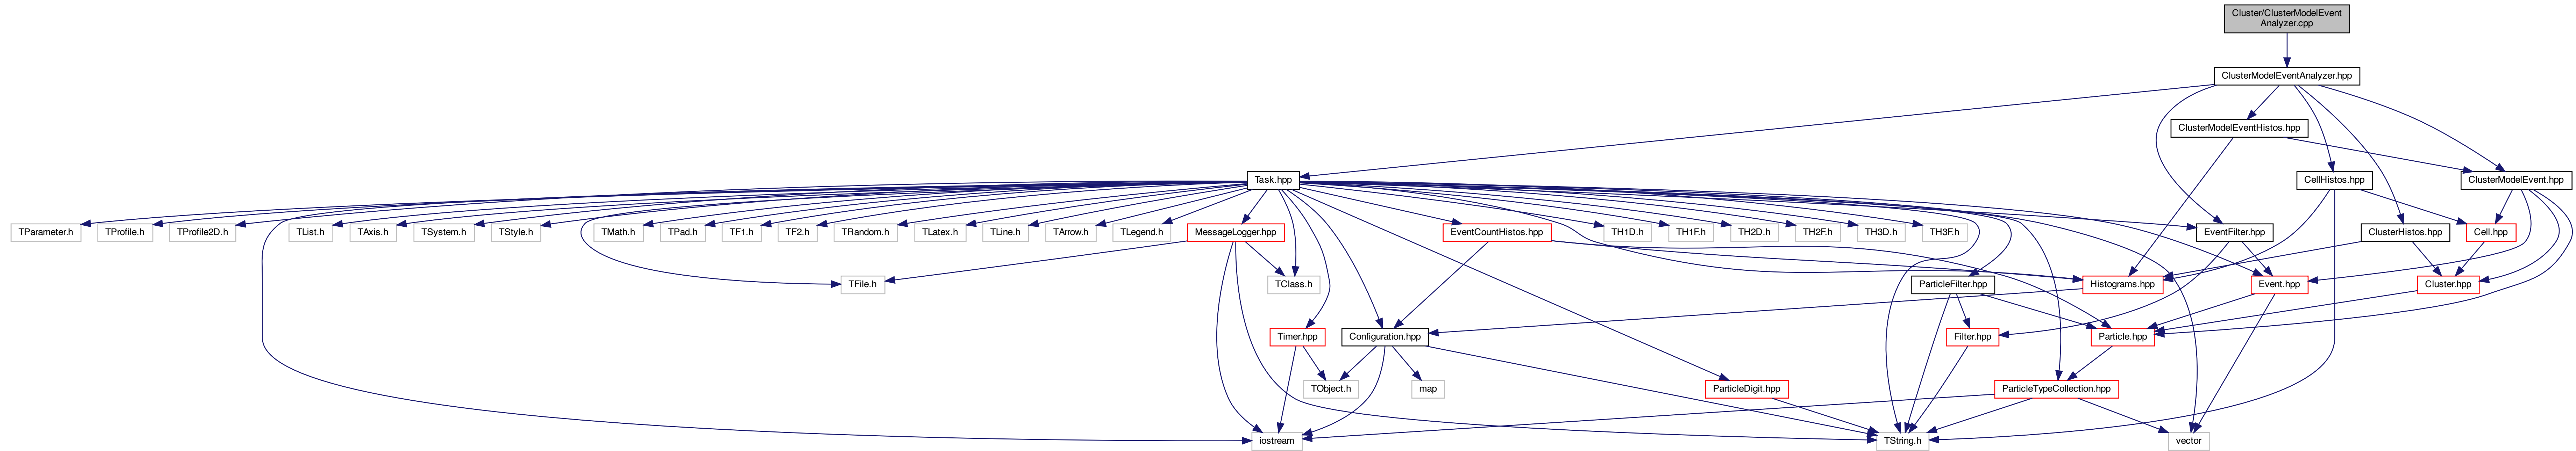 Cluster/ClusterModelEvent
Analyzer.cpp
ClusterModelEventAnalyzer.hpp
ClusterModelEventHistos.hpp
Task.hpp
CellHistos.hpp
ClusterModelEvent.hpp
TParameter.h
TProfile.h
TProfile2D.h
TList.h
TAxis.h
TSystem.h
TStyle.h
TMath.h
TPad.h
TF1.h
TF2.h
TRandom.h
TLatex.h
TLine.h
TArrow.h
TLegend.h
MessageLogger.hpp
EventCountHistos.hpp
TH1D.h
TH1F.h
TH2D.h
TH2F.h
TH3D.h
TH3F.h
EventFilter.hpp
ClusterHistos.hpp
Cell.hpp
TFile.h
TClass.h
ParticleFilter.hpp
Histograms.hpp
Event.hpp
Cluster.hpp
Timer.hpp
Configuration.hpp
Filter.hpp
Particle.hpp
TObject.h
map
ParticleDigit.hpp
ParticleTypeCollection.hpp
iostream
TString.h
vector